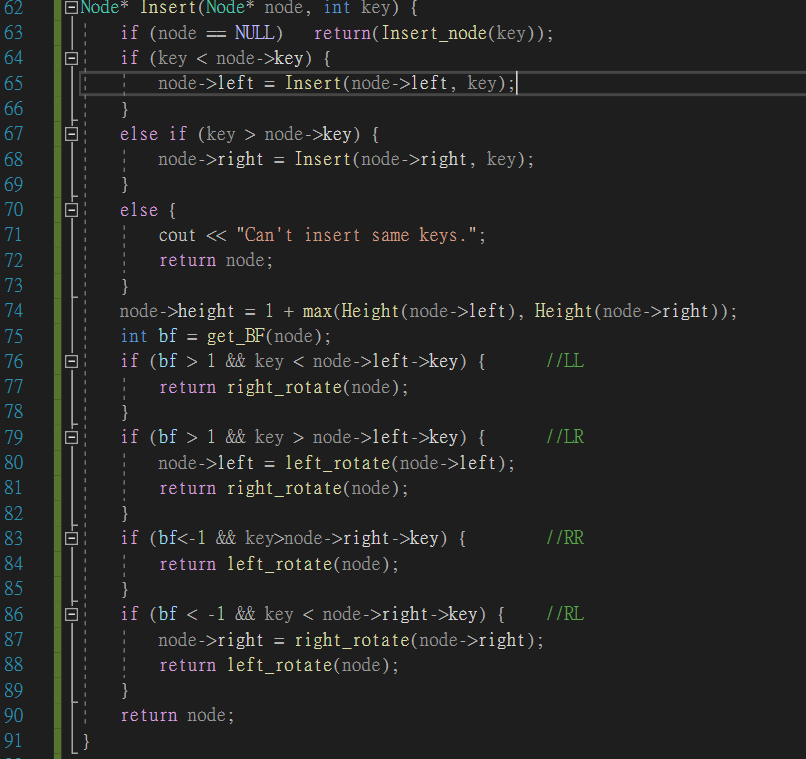 62 Node* Insert(Node* node, int key) {
63 if (node == NULL) return(Insert_node(key));
64 if (key < node->key) {
65 node->left = Insert(node->left, key);
66 }
67 else if (key > node->key) {
68 node->right = Insert(node->right, key);
69 }
70 else {
71 cout << "Can't insert same keys.";
72 return node;
73 }
74 node->height = 1 + max(Height(node->left), Height(node->right));
75 int bf = get_BF(node);
76 if (bf > 1 && key < node->left->key) { //LL
77 return right_rotate(node);
78 }
79 if (bf > 1 && key > node->left->key) { //LR
80 node->left = left_rotate(node->left);
81 return right_rotate(node);
82 }
83 if (bf<-1 && key>node->right->key) { //RR
84 return left_rotate(node);
85 }
86 if (bf < -1 && key < node->right->key) { //RL
87 node->right = right_rotate(node->right);
88 return left_rotate(node);
89 }
90 return node;
91 }